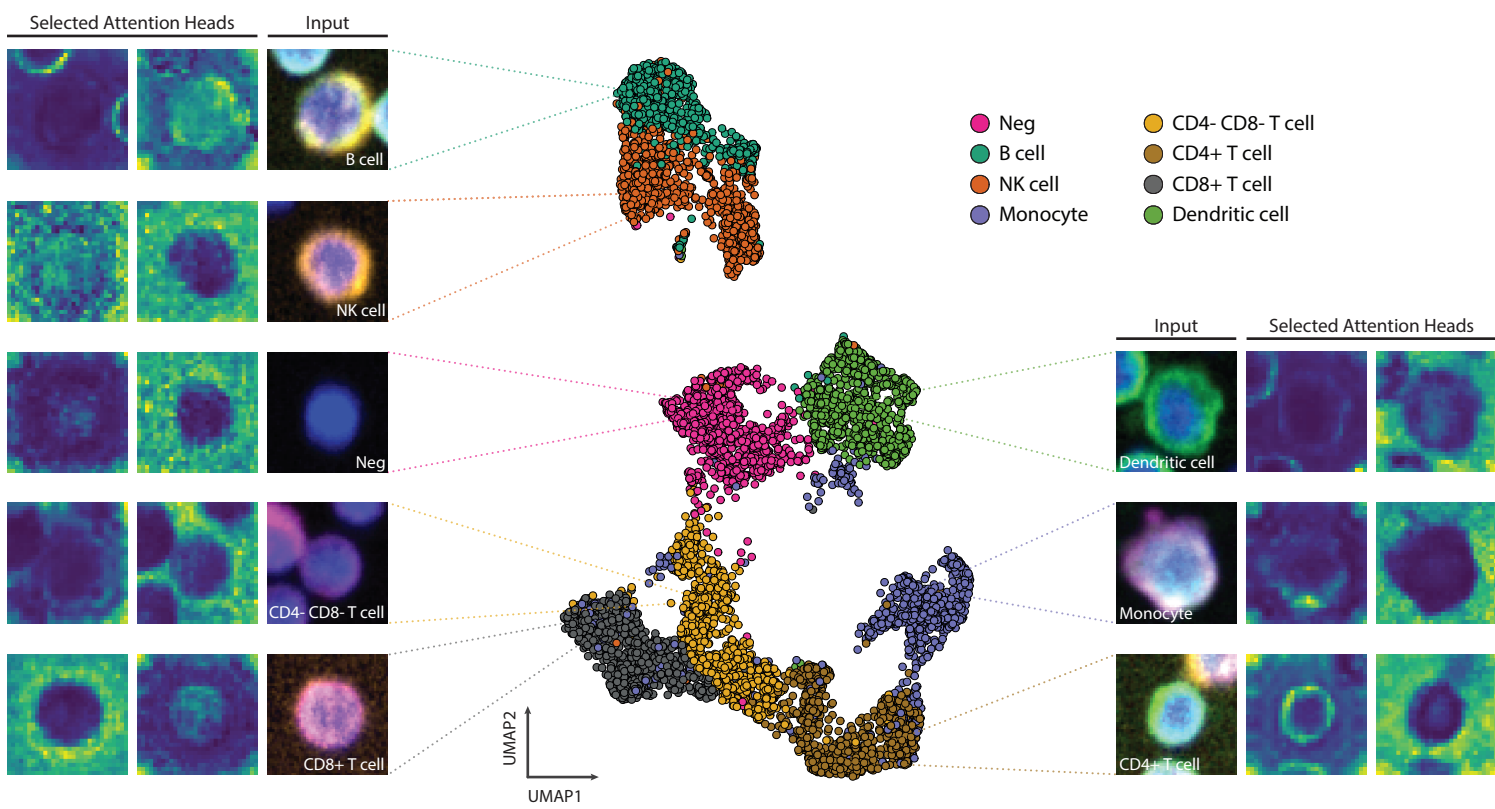 Selected Attention Heads
Input
B cell
NK cell
Neg
CD4- CD8- T cell
CD8+ T cell
Neg
B cell
NK cell
Monocyte
CD4- CD8- T cell
CD4+ T cell
CD8+ T cell
Dendritic cell
Input
Selected Attention Heads
Dendritic cell
Monocyte
CD4+ T cell
UMAP2
UMAP1